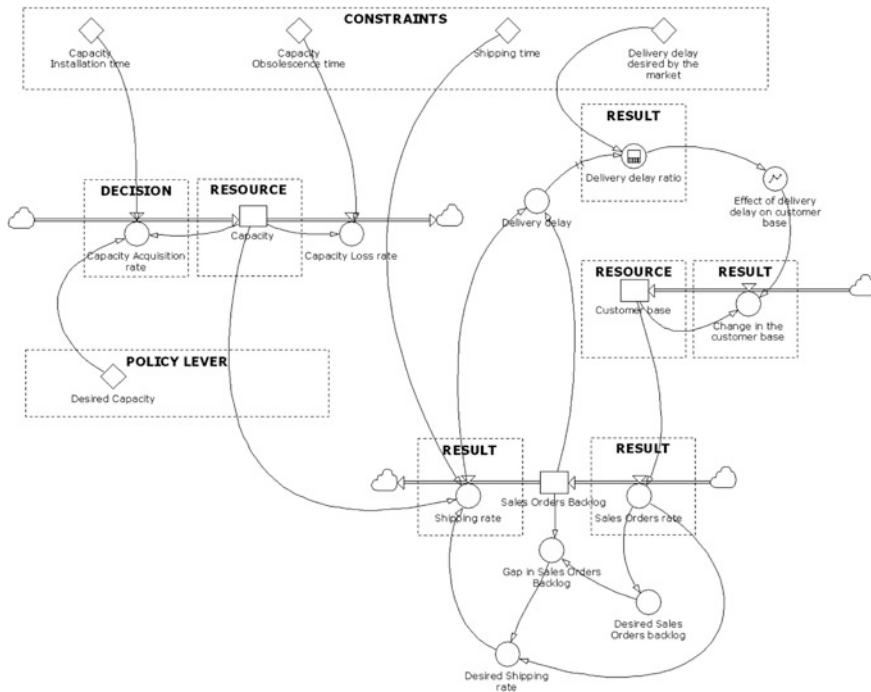 CONSTRAINTS
Capacity
Installation time
Capacity
Obsolescence time
Shipping time
Delivery delay
desired by the
market
RESULT
Delivery delay ratio
Effect of delivery
delay on customer
base
DECISION
RESOURCE
Capacity Acquisition
rate
Capacity
Capacity Loss rate
Delivery delay
RESOURCE
RESULT
Customer base
Change in the
customer base
POLICY LEVER
Desired Capacity
RESULT
RESULT
Shipping rate
Sales Orders Backlog
Sales Orders rate
Gap in Sales Orders
Backlog
Desired Sales
Orders backlog
Desired Shipping
rate